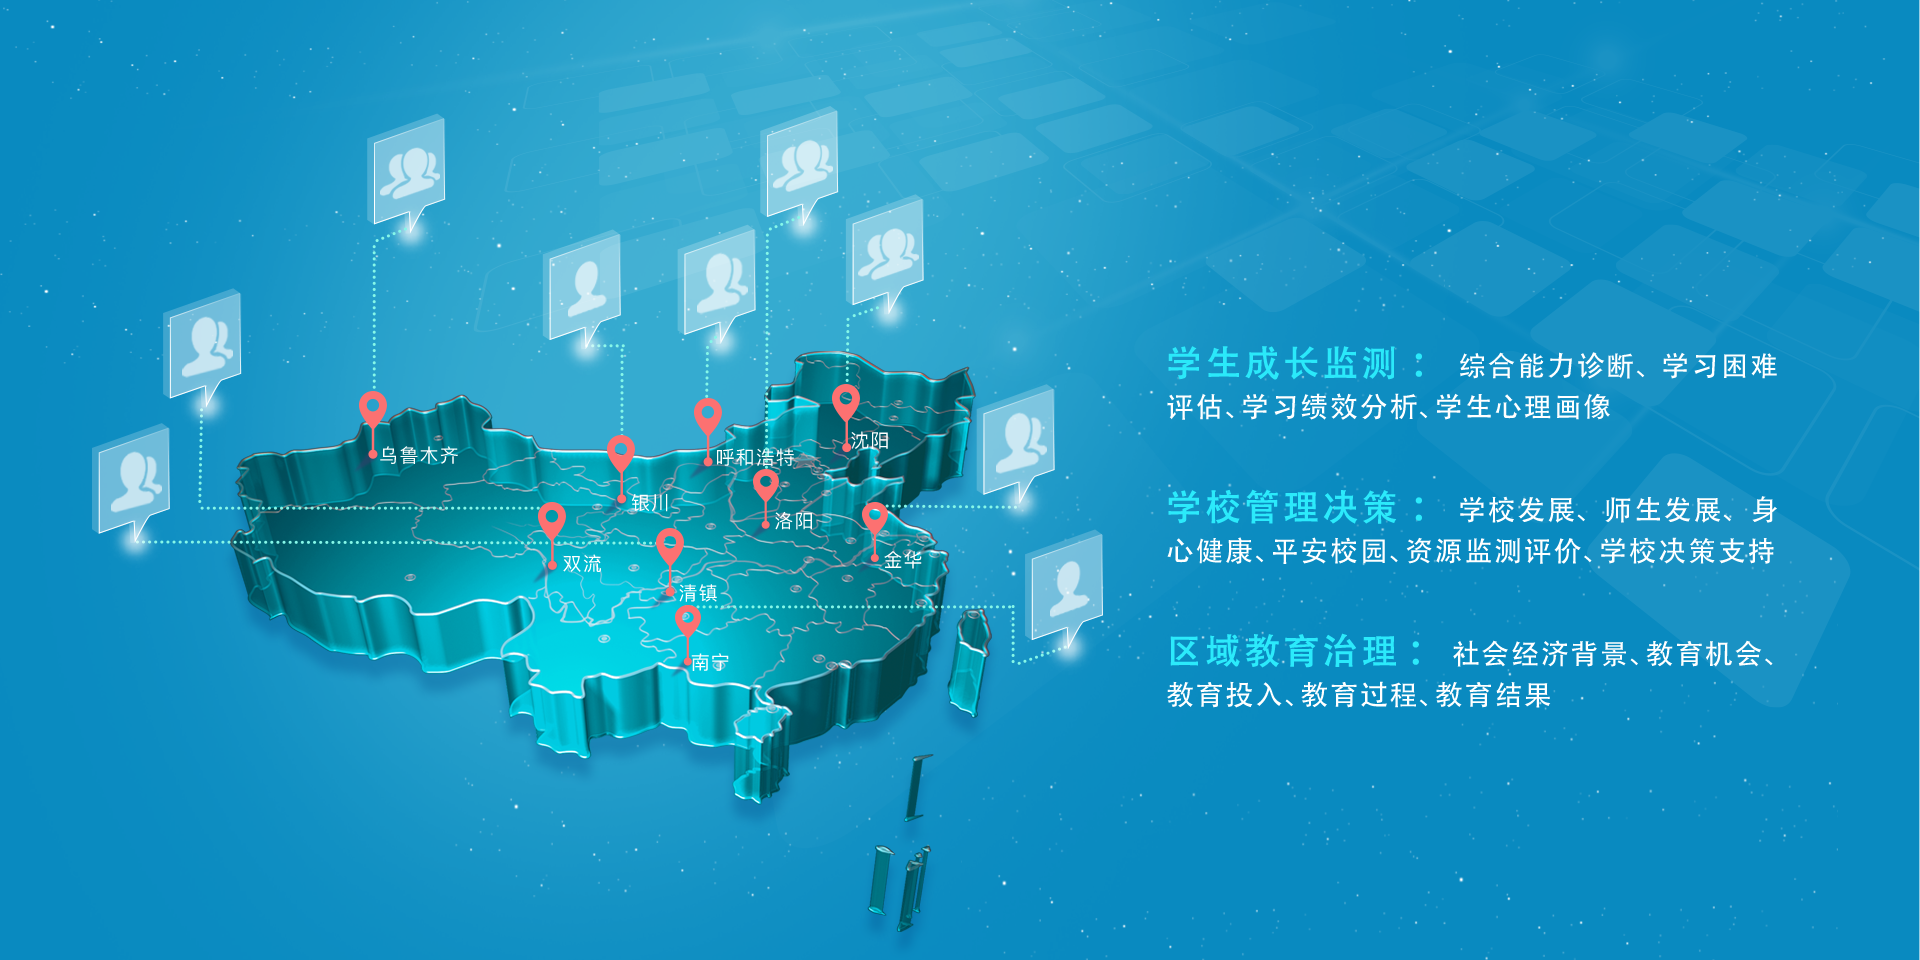 乌鲁木齐
沈阳
呼和浩特
银川
洛阳
双流
金华
清镇
南宁
学生成长监测： 综合能力诊断、学习困难
评估、学习绩效分析、学生心理画像
学校管理决策： 学校发展、师生发展、身
心健康、平安校园、资源监测评价、学校决策支持
区域教育治理： 社会经济背景、教育机会、
教育投入、教育过程、教育结果